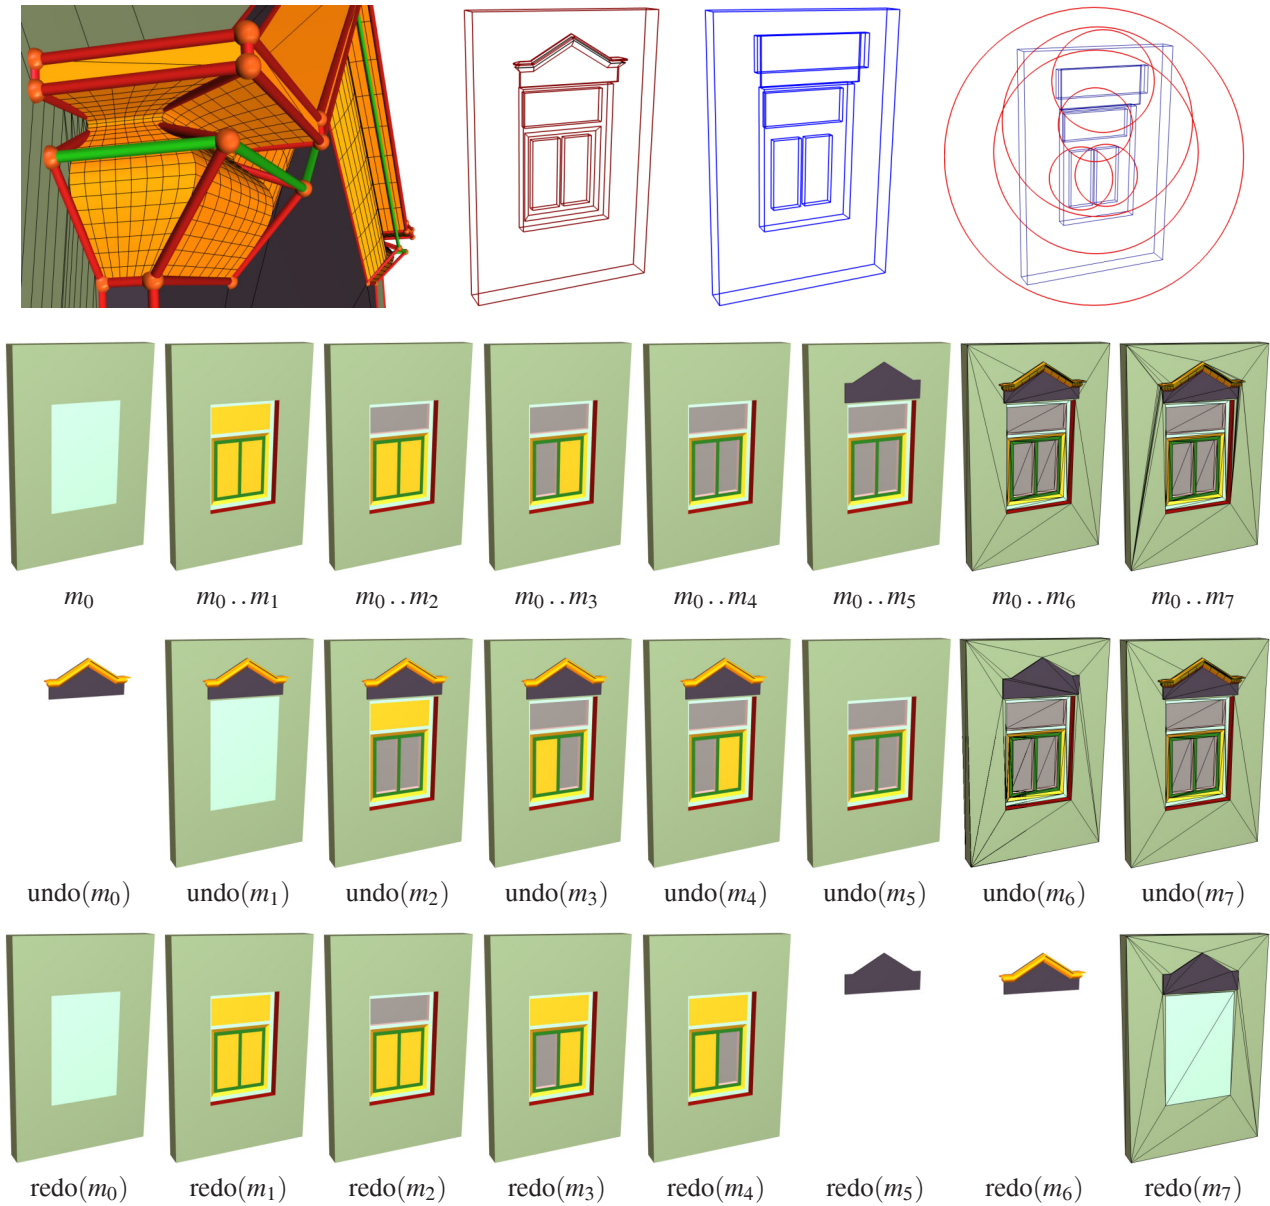 m₀ m₀ . . m₁ m₀ . . m₂ m₀ . . m₃ m₀ . . m₄ m₀ . . m₅ m₀ . . m₆ m₀ . . m₇
undo(m₀) undo(m₁) undo(m₂) undo(m₃) undo(m₄) undo(m₅) undo(m₆) undo(m₇)
redo(m₀) redo(m₁) redo(m₂) redo(m₃) redo(m₄) redo(m₅) redo(m₆) redo(m₇)